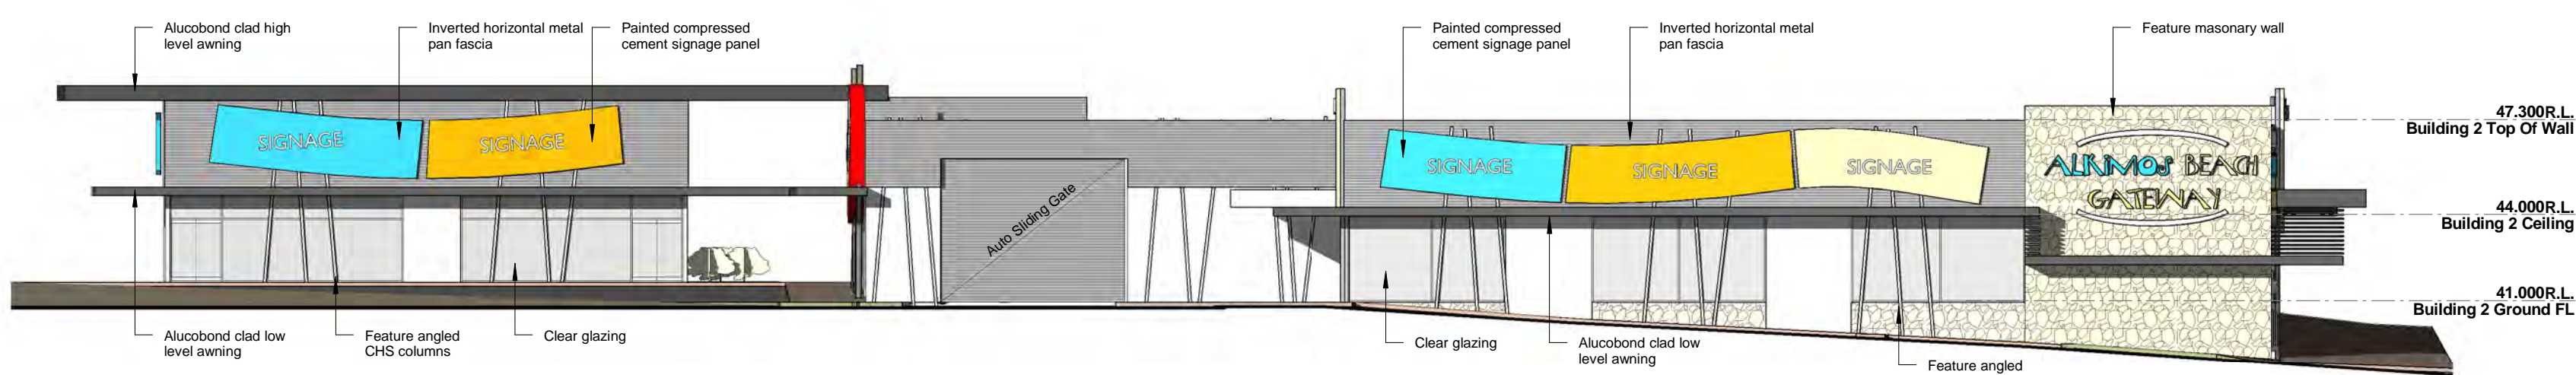 Alucobond clad high
level awning
Inverted horizontal metal
pan fascia
Painted compressed
cement signage panel
Painted compressed
cement signage panel
Inverted horizontal metal
pan fascia
Feature masonary wall
SIGNAGE
SIGNAGE
SIGNAGE
SIGNAGE
SIGNAGE
ALKIMOS BEACH
GATEWAY
Auto Sliding Gate
47.300R.L.
Building 2 Top Of Wall
44.000R.L.
Building 2 Ceiling
41.000R.L.
Building 2 Ground FL
Alucobond clad low
level awning
Feature angled
CHS columns
Clear glazing
Clear glazing
Alucobond clad low
level awning
Feature angled